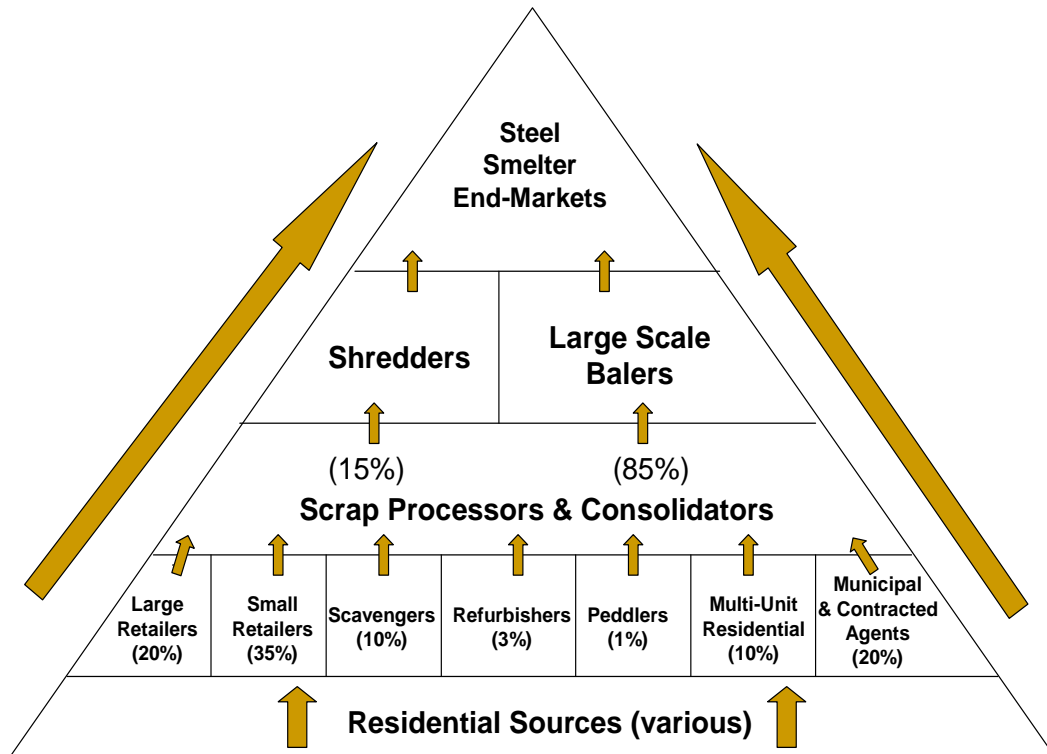 Steel
Smelter
End-Markets
Shredders
Large Scale
Balers
(15%)
(85%)
Scrap Processors & Consolidators
Large
Retailers
(20%)
Small
Retailers
(35%)
Scavengers
(10%)
Refurbishers
(3%)
Peddlers
(1%)
Multi-Unit
Residential
(10%)
Municipal
& Contracted
Agents
(20%)
Residential Sources (various)